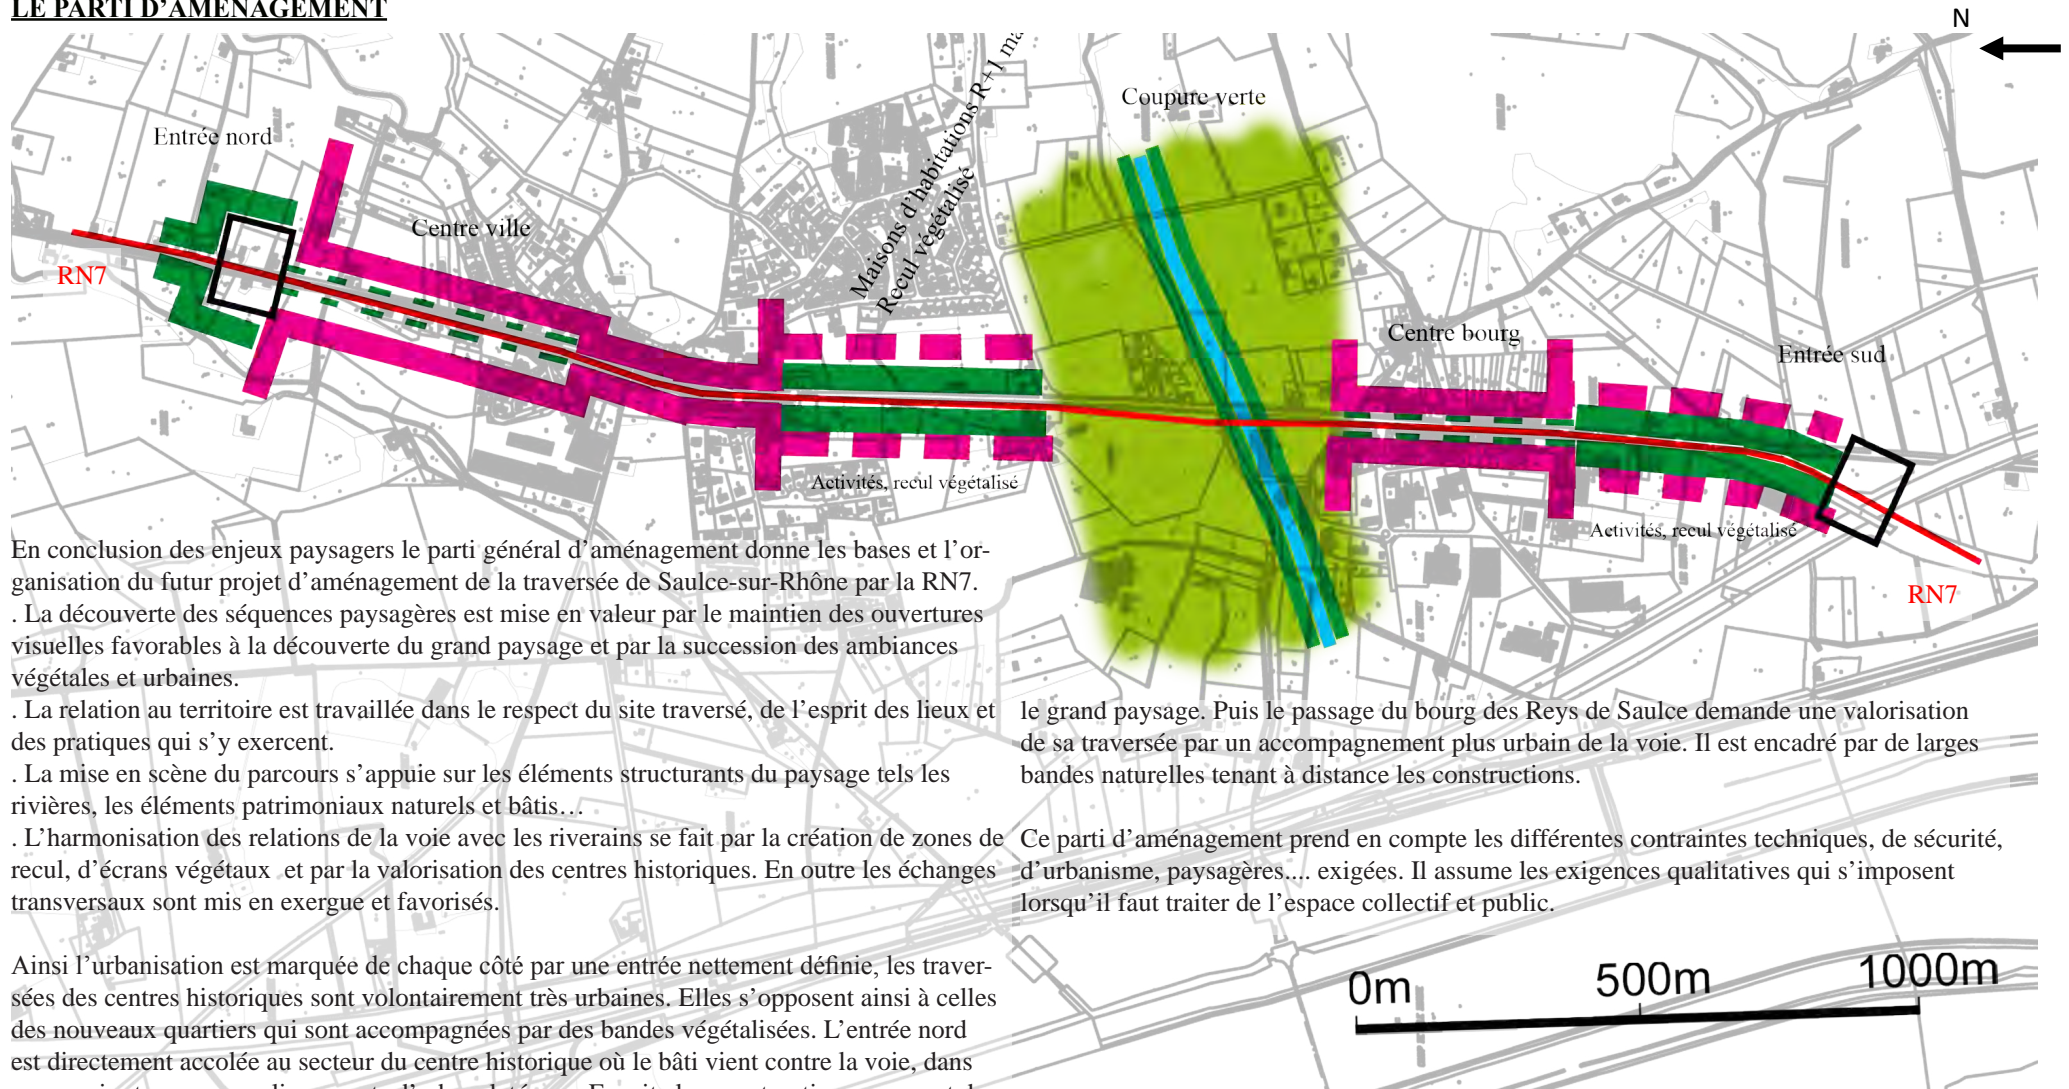 LE PARTI D'AMENAGEMENT
N
Entrée nord
Centre ville
Maisons d'habitations R+1
Recul végétalisé
Coupure verte
Centre bourg
Entrée sud
RN7
Activités, recul végétalisé
Activités, recul végétalisé
RN7
En conclusion des enjeux paysagers le parti général d'aménagement donne les bases et l'or-
ganisation du futur projet d'aménagement de la traversée de Saulce-sur-Rhône par la RN7.
. La découverte des séquences paysagères est mise en valeur par le maintien des ouvertures
visuelles favorables à la découverte du grand paysage et par la succession des ambiances
végétales et urbaines.
. La relation au territoire est travaillée dans le respect du site traversé, de l'esprit des lieux et
des pratiques qui s'y exercent.
. La mise en scène du parcours s'appuie sur les éléments structurants du paysage tels les
rivières, les éléments patrimoniaux naturels et bâtis…
. L'harmonisation des relations de la voie avec les riverains se fait par la création de zones de
recul, d'écrans végétaux et par la valorisation des centres historiques. En outre les échanges
transversaux sont mis en exergue et favorisés.
Ainsi l'urbanisation est marquée de chaque côté par une entrée nettement définie, les traver-
sées des centres historiques sont volontairement très urbaines. Elles s'opposent ainsi à celles
des nouveaux quartiers qui sont accompagnées par des bandes végétalisées. L'entrée nord
est directement accolée au secteur du centre historique où le bâti vient contre la voie, dans
le grand paysage. Puis le passage du bourg des Reys de Saulce demande une valorisation
de sa traversée par un accompagnement plus urbain de la voie. Il est encadré par de larges
bandes naturelles tenant à distance les constructions.
Ce parti d'aménagement prend en compte les différentes contraintes techniques, de sécurité,
d'urbanisme, paysagères.... exigées. Il assume les exigences qualitatives qui s'imposent
lorsqu'il faut traiter de l'espace collectif et public.
0m 500m 1000m